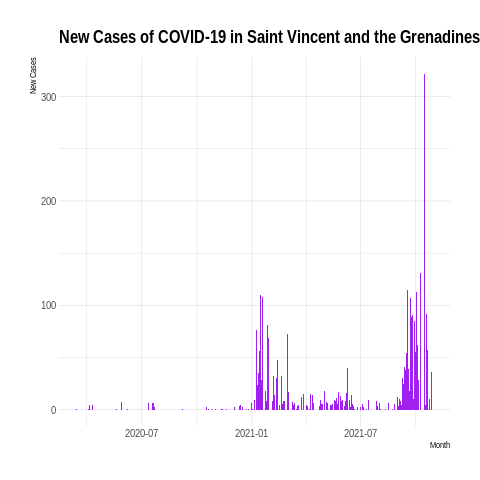 New Cases of COVID-19 in Saint Vincent and the Grenadines
New Cases
300
200
100
0
2020-07
2021-01
2021-07
Month